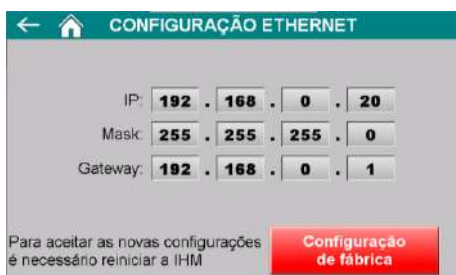 CONFIGURAÇÃO ETHERNET
IP: 192 . 168 . 0 . 20
Mask: 255 . 255 . 255 . 0
Gateway: 192 . 168 . 0 . 1
Para aceitar as novas configurações
é necessário reiniciar a IHM
Configuração
de fábrica